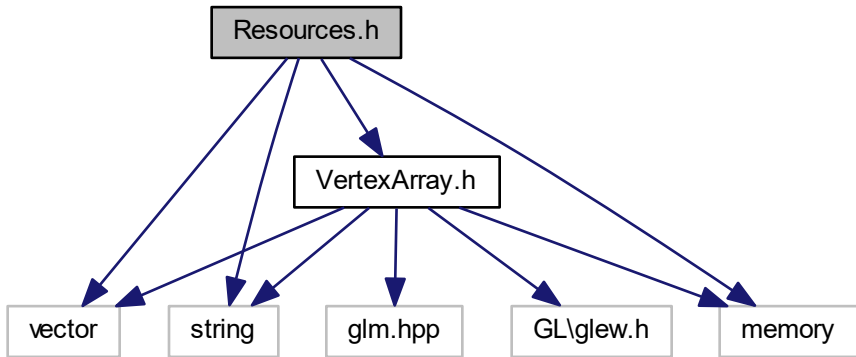 Resources.h
VertexArray.h
vector
string
glm.hpp
GL\glew.h
memory